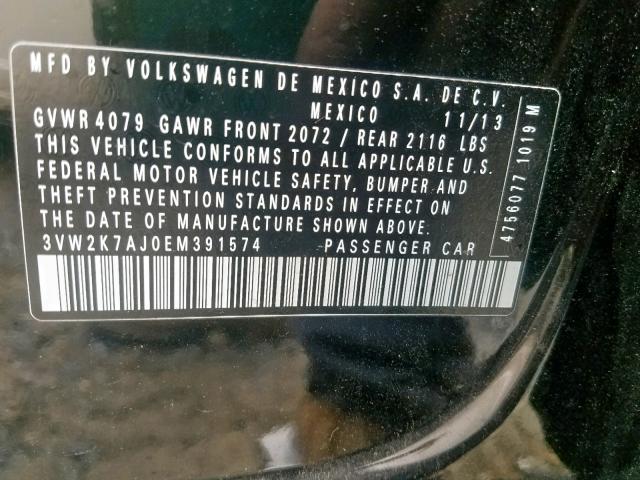 MFD BY VOLKSWAGEN DE MEXICO S.A. DE C.V.
MEXICO 11/13
GVWR 4079 GAWR FRONT 2072 / REAR 2116 LBS
THIS VEHICLE CONFORMS TO ALL APPLICABLE U.S.
FEDERAL MOTOR VEHICLE SAFETY, BUMPER AND
THEFT PREVENTION STANDARDS IN EFFECT ON
THE DATE OF MANUFACTURE SHOWN ABOVE.
3VW2K7AJ0EM391574 PASSENGER CAR
4756077 1019 M